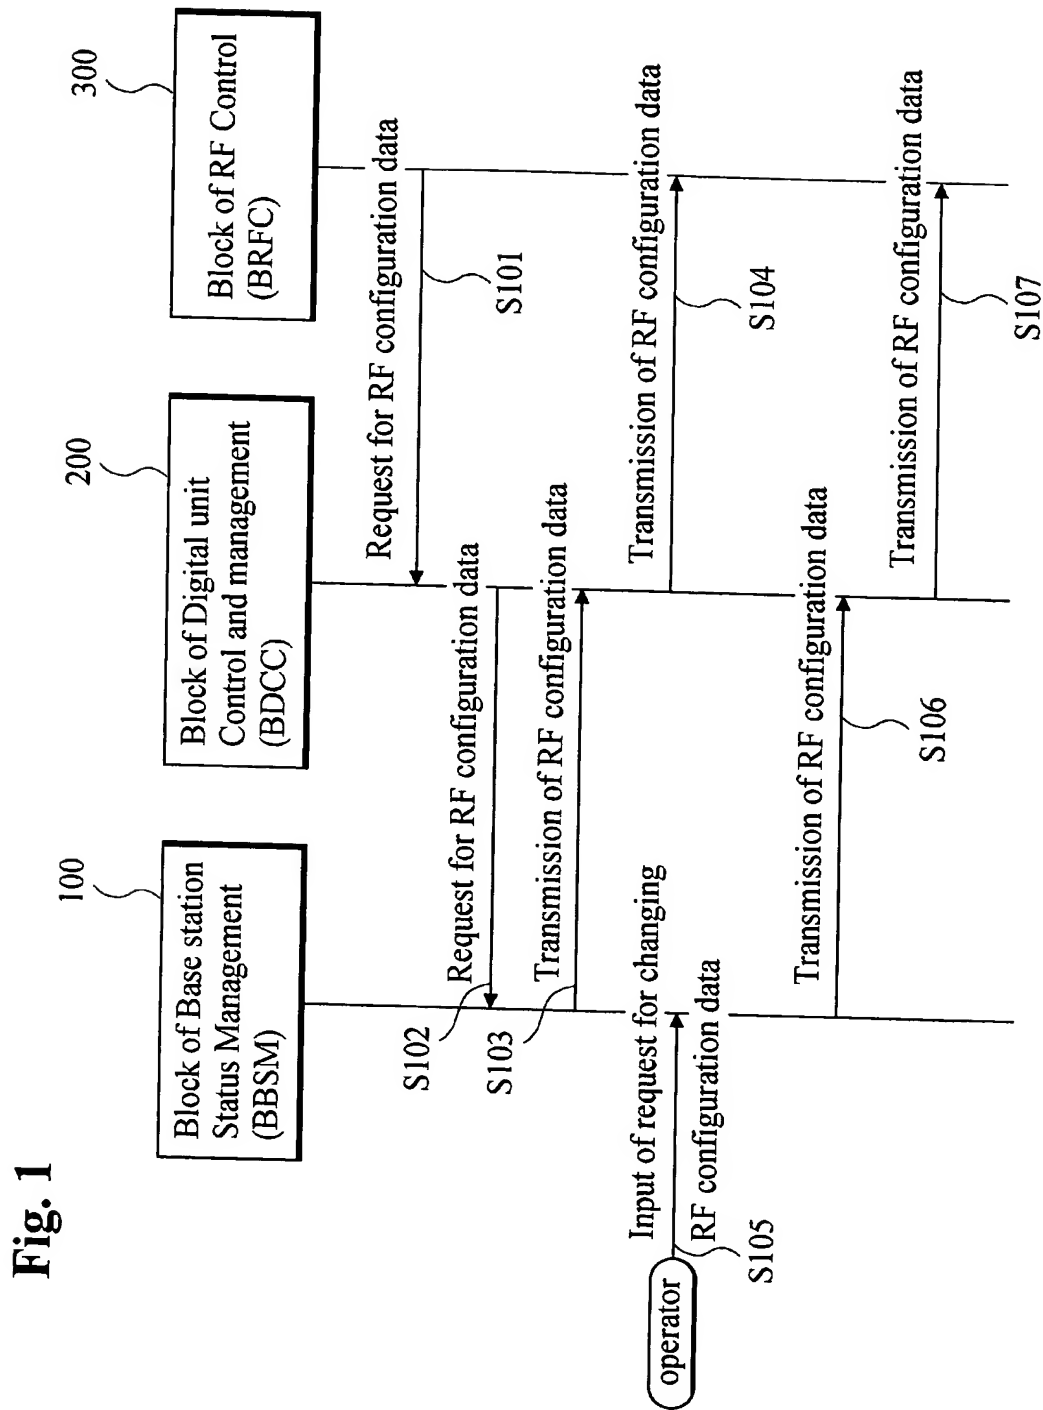 Fig. 1
100
Block of Base station
Status Management
(BBSM)
200
Block of Digital unit
Control and management
(BDCC)
300
Block of RF Control
(BRFC)
Request for RF configuration data
S101
Request for RF configuration data
S102
Transmission of RF configuration data
S103
Transmission of RF configuration data
S104
operator
Input of request for changing
RF configuration data
S105
Transmission of RF configuration data
S106
Transmission of RF configuration data
S107